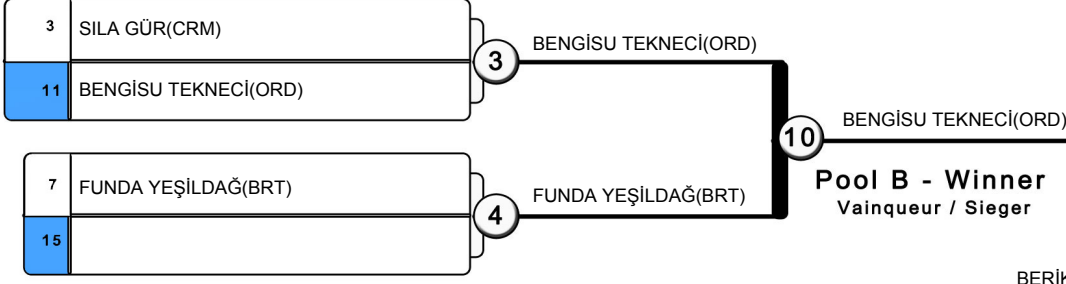 3 SILA GÜR(CRM)
3
BENGİSU TEKNECİ(ORD)
11 BENGİSU TEKNECİ(ORD)
10
BENGİSU TEKNECİ(ORD)
Pool B - Winner
Vainqueur / Sieger
7 FUNDA YEŞİLDAĞ(BRT)
4
FUNDA YEŞİLDAĞ(BRT)
15